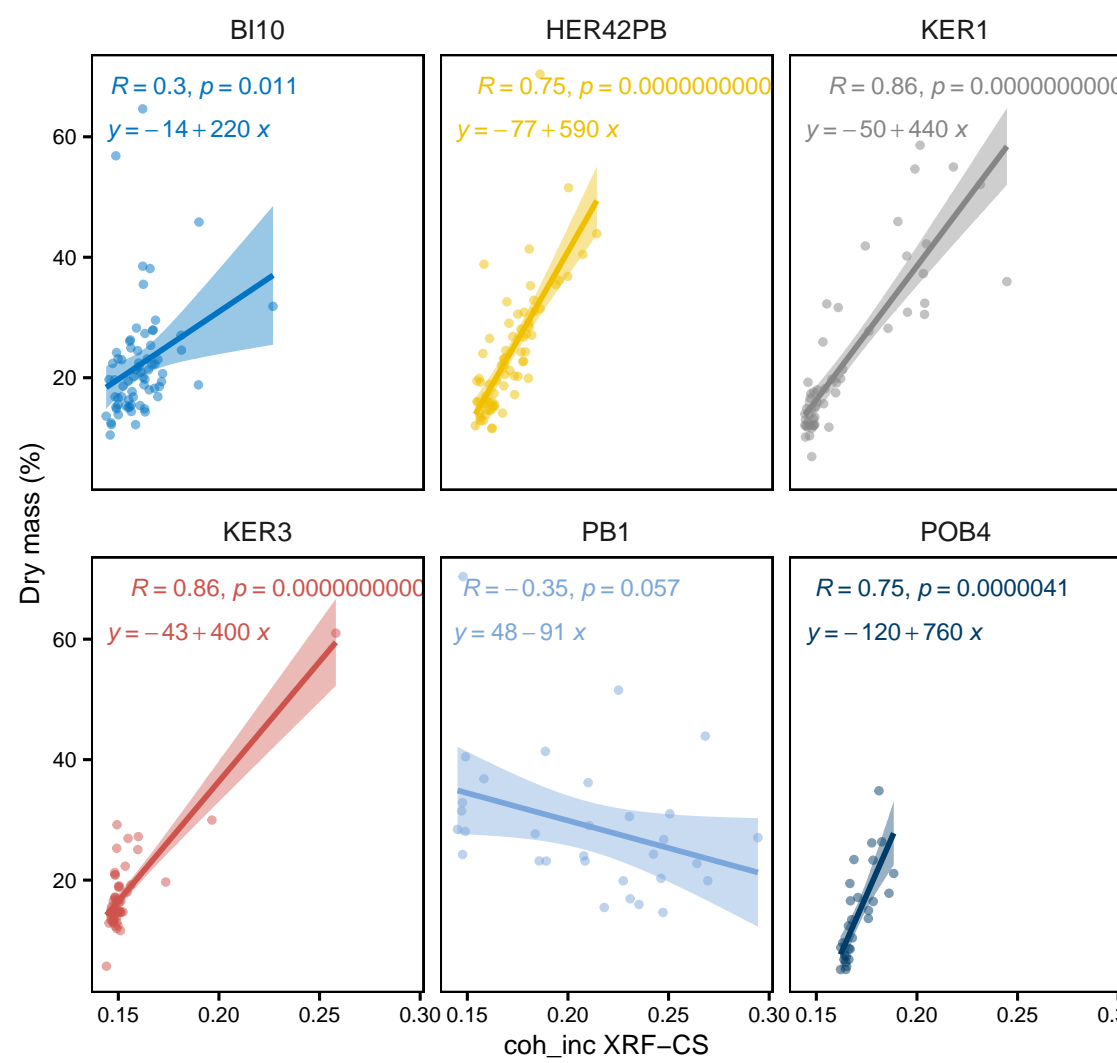 BI10 HER42PB KER1
R = 0.3, p = 0.011 R = 0.75, p = 0.0000000000 R = 0.86, p = 0.0000000000
y = −14 + 220 x y = −77 + 590 x y = −50 + 440 x
60
40
20
Dry mass (%)
KER3 PB1 POB4
R = 0.86, p = 0.0000000000 R = −0.35, p = 0.057 R = 0.75, p = 0.0000041
y = −43 + 400 x y = 48 − 91 x y = −120 + 760 x
60
40
20
0.15 0.20 0.25 0.30 0.15 0.20 0.25 0.30 0.15 0.20 0.25
coh_inc XRF−CS